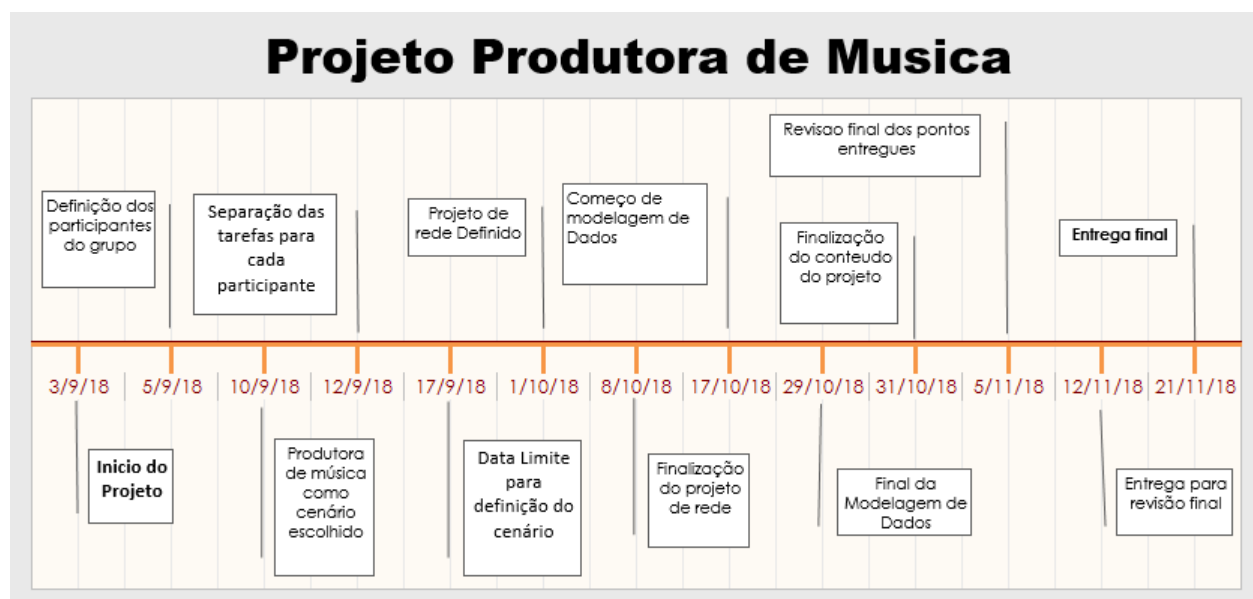 Projeto Produtora de Musica
Revisao final dos pontos
entregues
Definição dos
participantes
do grupo
Separação das
tarefas para
cada
participante
Projeto de
rede Definido
Começo de
modelagem de
Dados
Finalização
do conteudo
do projeto
Entrega final
3/9/18 5/9/18 10/9/18 12/9/18 17/9/18 1/10/18 8/10/18 17/10/18 29/10/18 31/10/18 5/11/18 12/11/18 21/11/18
Inicio do
Projeto
Produtora
de música
como
cenário
escolhido
Data Limite
para
definição do
cenário
Finalização
do projeto
de rede
Final da
Modelagem de
Dados
Entrega para
revisão final